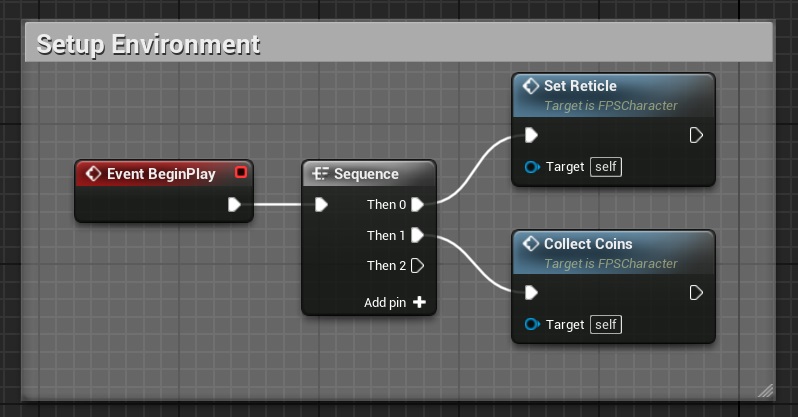 Setup Environment
Event BeginPlay
Sequence
Then 0
Then 1
Then 2
Add pin
Set Reticle
Target is FPSCharacter
Target self
Collect Coins
Target is FPSCharacter
Target self